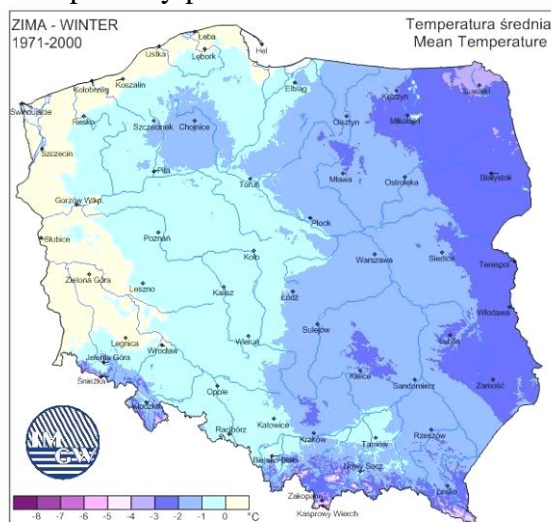 ZIMA - WINTER
1971-2000
Temperatura średnia
Mean Temperature
Łeba
Ustka
Hel
Lębork
Koszalin
Kołobrzeg
Elbląg
Kętrzyn
Suwałki
Świnoujście
Resko
Szczecinek
Chojnice
Olsztyn
Mikołajki
Szczecin
Piła
Toruń
Mława
Ostrołęka
Białystok
Gorzów Wlkp.
Płock
Słubice
Poznań
Koło
Warszawa
Siedlce
Terespol
Zielona Góra
Leszno
Kalisz
Łódź
Włodawa
Sulejów
Legnica
Wrocław
Wieluń
Lublin
Jelenia Góra
Śnieżka
Kielce
Opole
Sandomierz
Zamość
Kłodzko
Katowice
Racibórz
Kraków
Tarnów
Rzeszów
Bielsko-Biała
Nowy Sącz
Lesko
Zakopane
Kasprowy Wierch
IMGW
-8 -7 -6 -5 -4 -3 -2 -1 0 °C